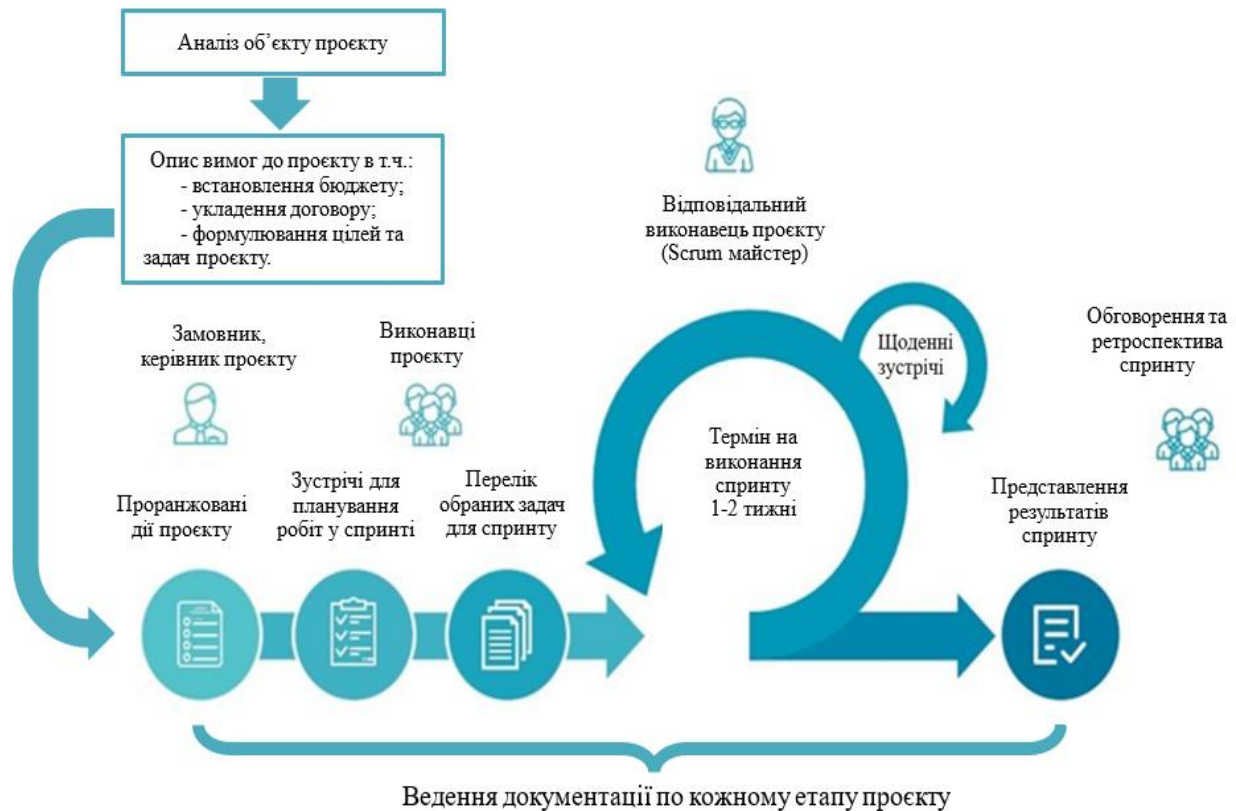 Аналіз об’єкту проєкту
Опис вимог до проєкту в т.ч.:
- встановлення бюджету;
- укладення договору;
- формулювання цілей та
задач проєкту.
Відповідальний
виконавець проєкту
(Scrum майстер)
Замовник,
керівник проєкту
Виконавці
проєкту
Щоденні
зустрічі
Обговорення та
ретроспектива
спринту
Проранжовані
дії проєкту
Зустрічі для
планування
робіт у спринті
Перелік
обраних задач
для спринту
Термін на
виконання
спринту
1-2 тижні
Представлення
результатів
спринту
Ведення документації по кожному етапу проєкту